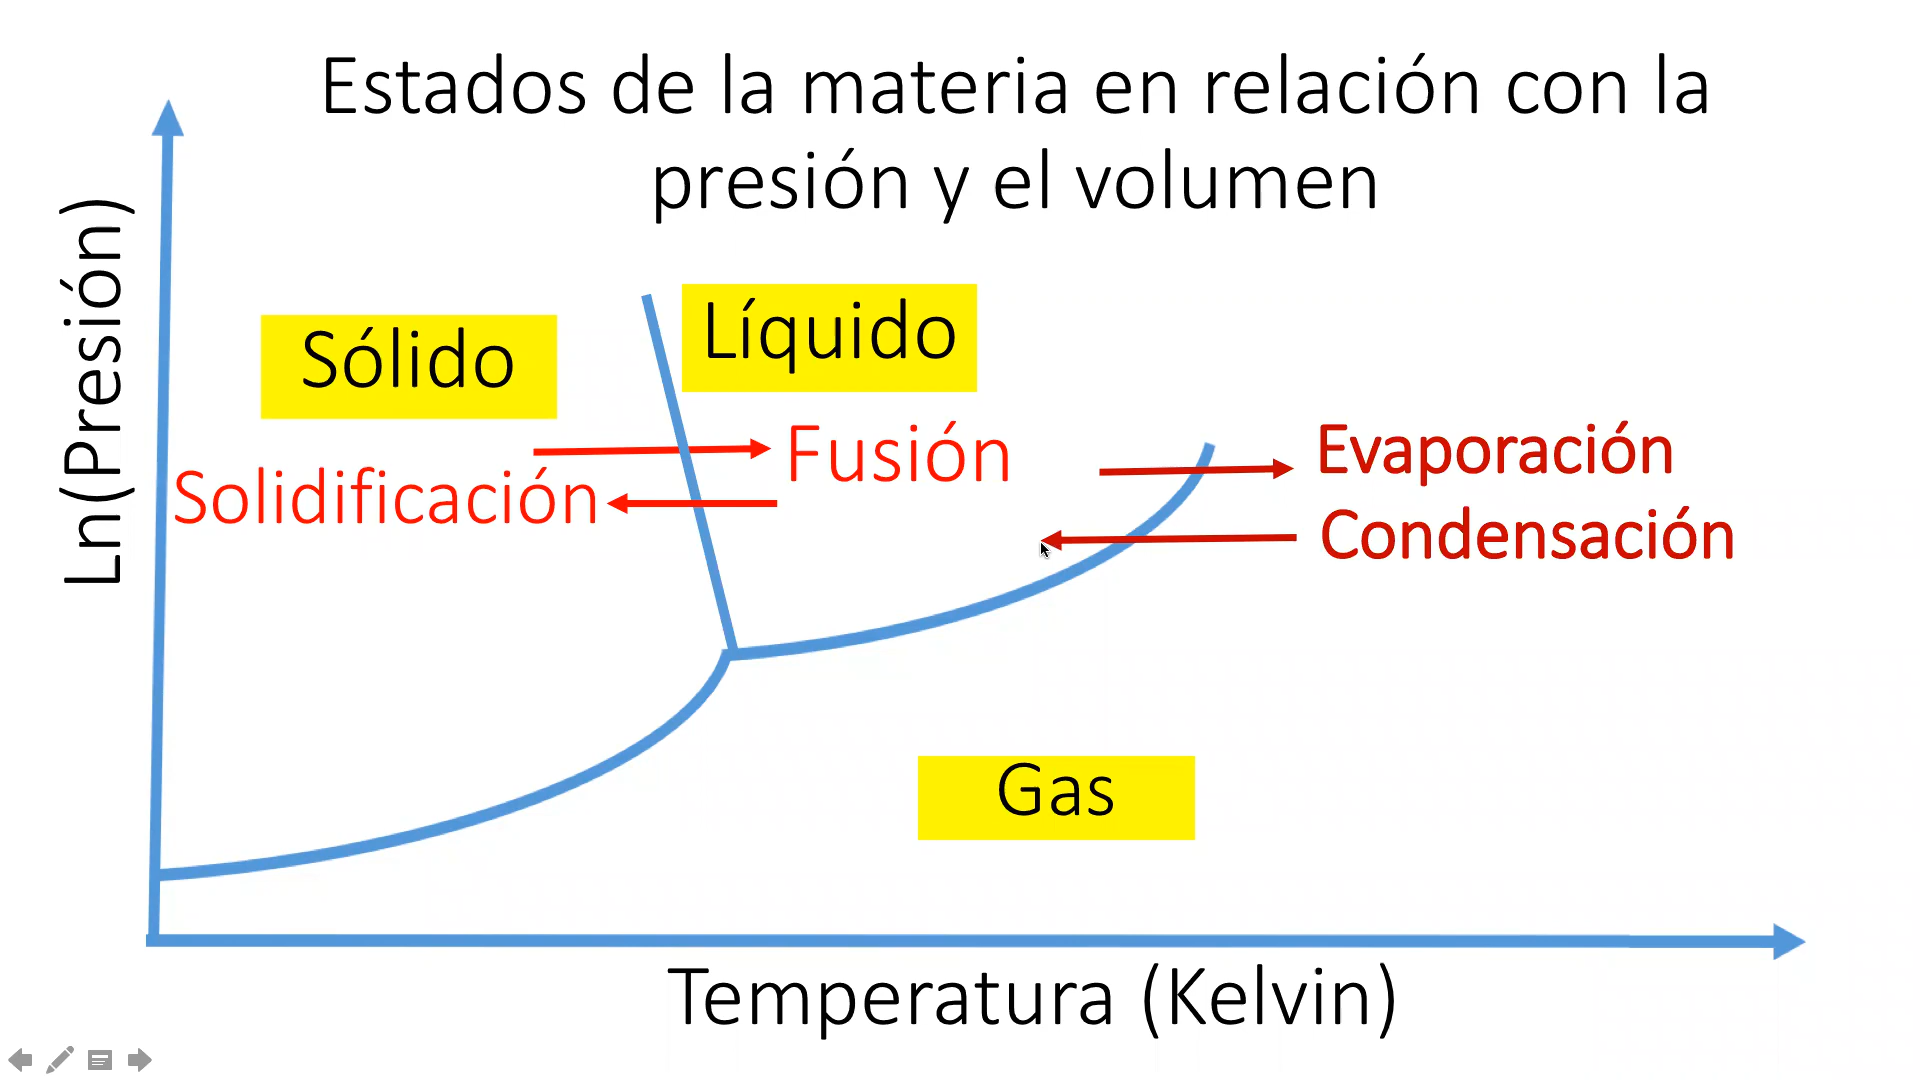 Estados de la materia en relación con la
presión y el volumen
Ln(Presión)
Sólido
Líquido
Fusión
Solidificación
Evaporación
Condensación
Gas
Temperatura (Kelvin)